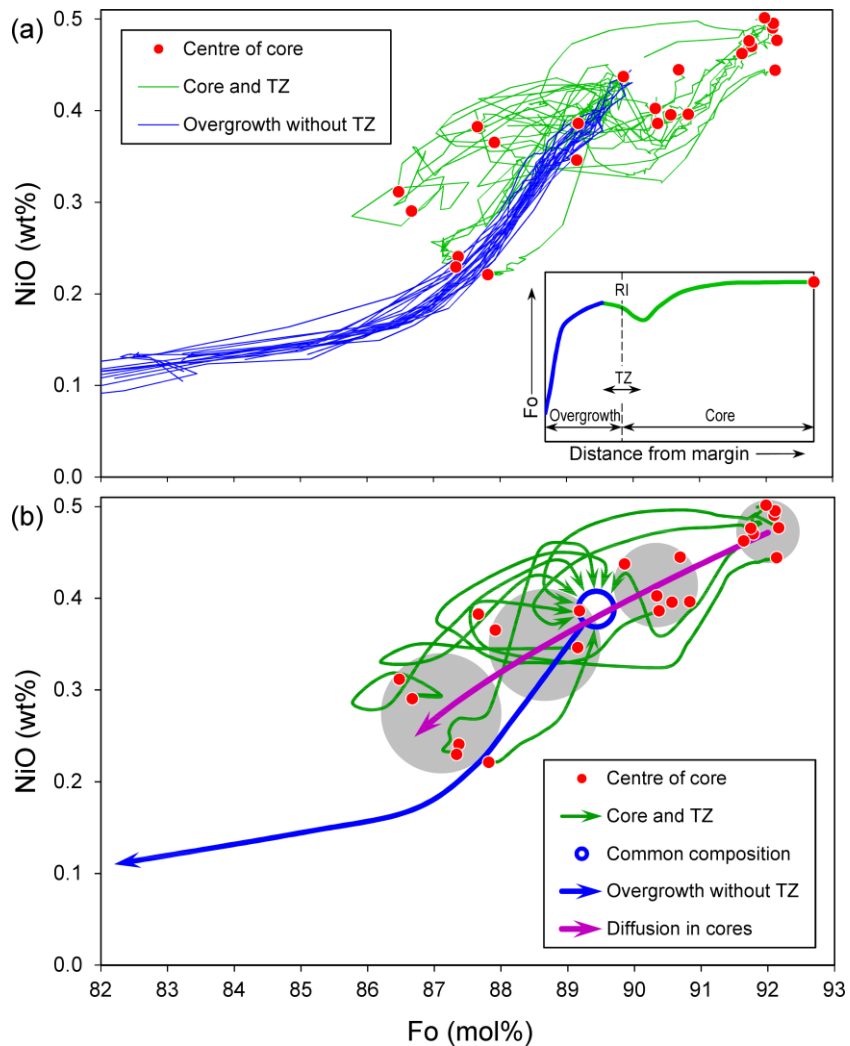 (a)
0.5
0.4
0.3
0.2
0.1
0.0
NiO (wt%)
Centre of core
Core and TZ
Overgrowth without TZ
RI
TZ
Fo
Overgrowth
Core
Distance from margin
(b)
0.5
0.4
0.3
0.2
0.1
0.0
NiO (wt%)
Centre of core
Core and TZ
Common composition
Overgrowth without TZ
Diffusion in cores
82 83 84 85 86 87 88 89 90 91 92 93
Fo (mol%)